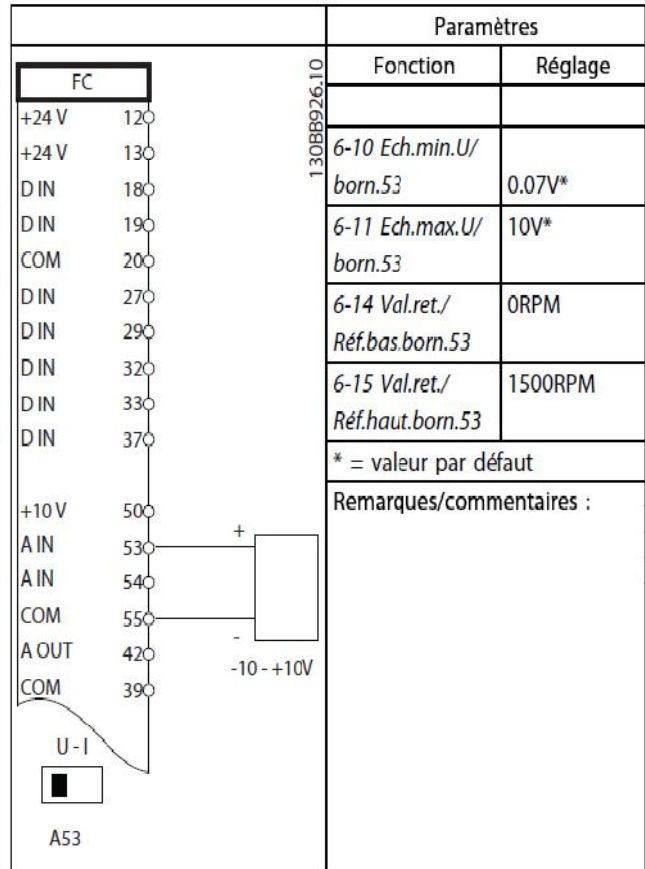 Paramètres
Fonction Réglage
FC
130BB926.10
+24 V 12
+24 V 13
D IN 18
D IN 19
COM 20
D IN 27
D IN 29
D IN 32
D IN 33
D IN 37
+10 V 50
A IN 53
A IN 54
COM 55
A OUT 42
COM 39
+
-
-10 - +10V
U - I
A53
6-10 Ech.min.U/
born.53 0.07V*
6-11 Ech.max.U/ 10V*
born.53
6-14 Val.ret./ 0RPM
Réf.bas.born.53
6-15 Val.ret./ 1500RPM
Réf.haut.born.53
* = valeur par défaut
Remarques/commentaires :